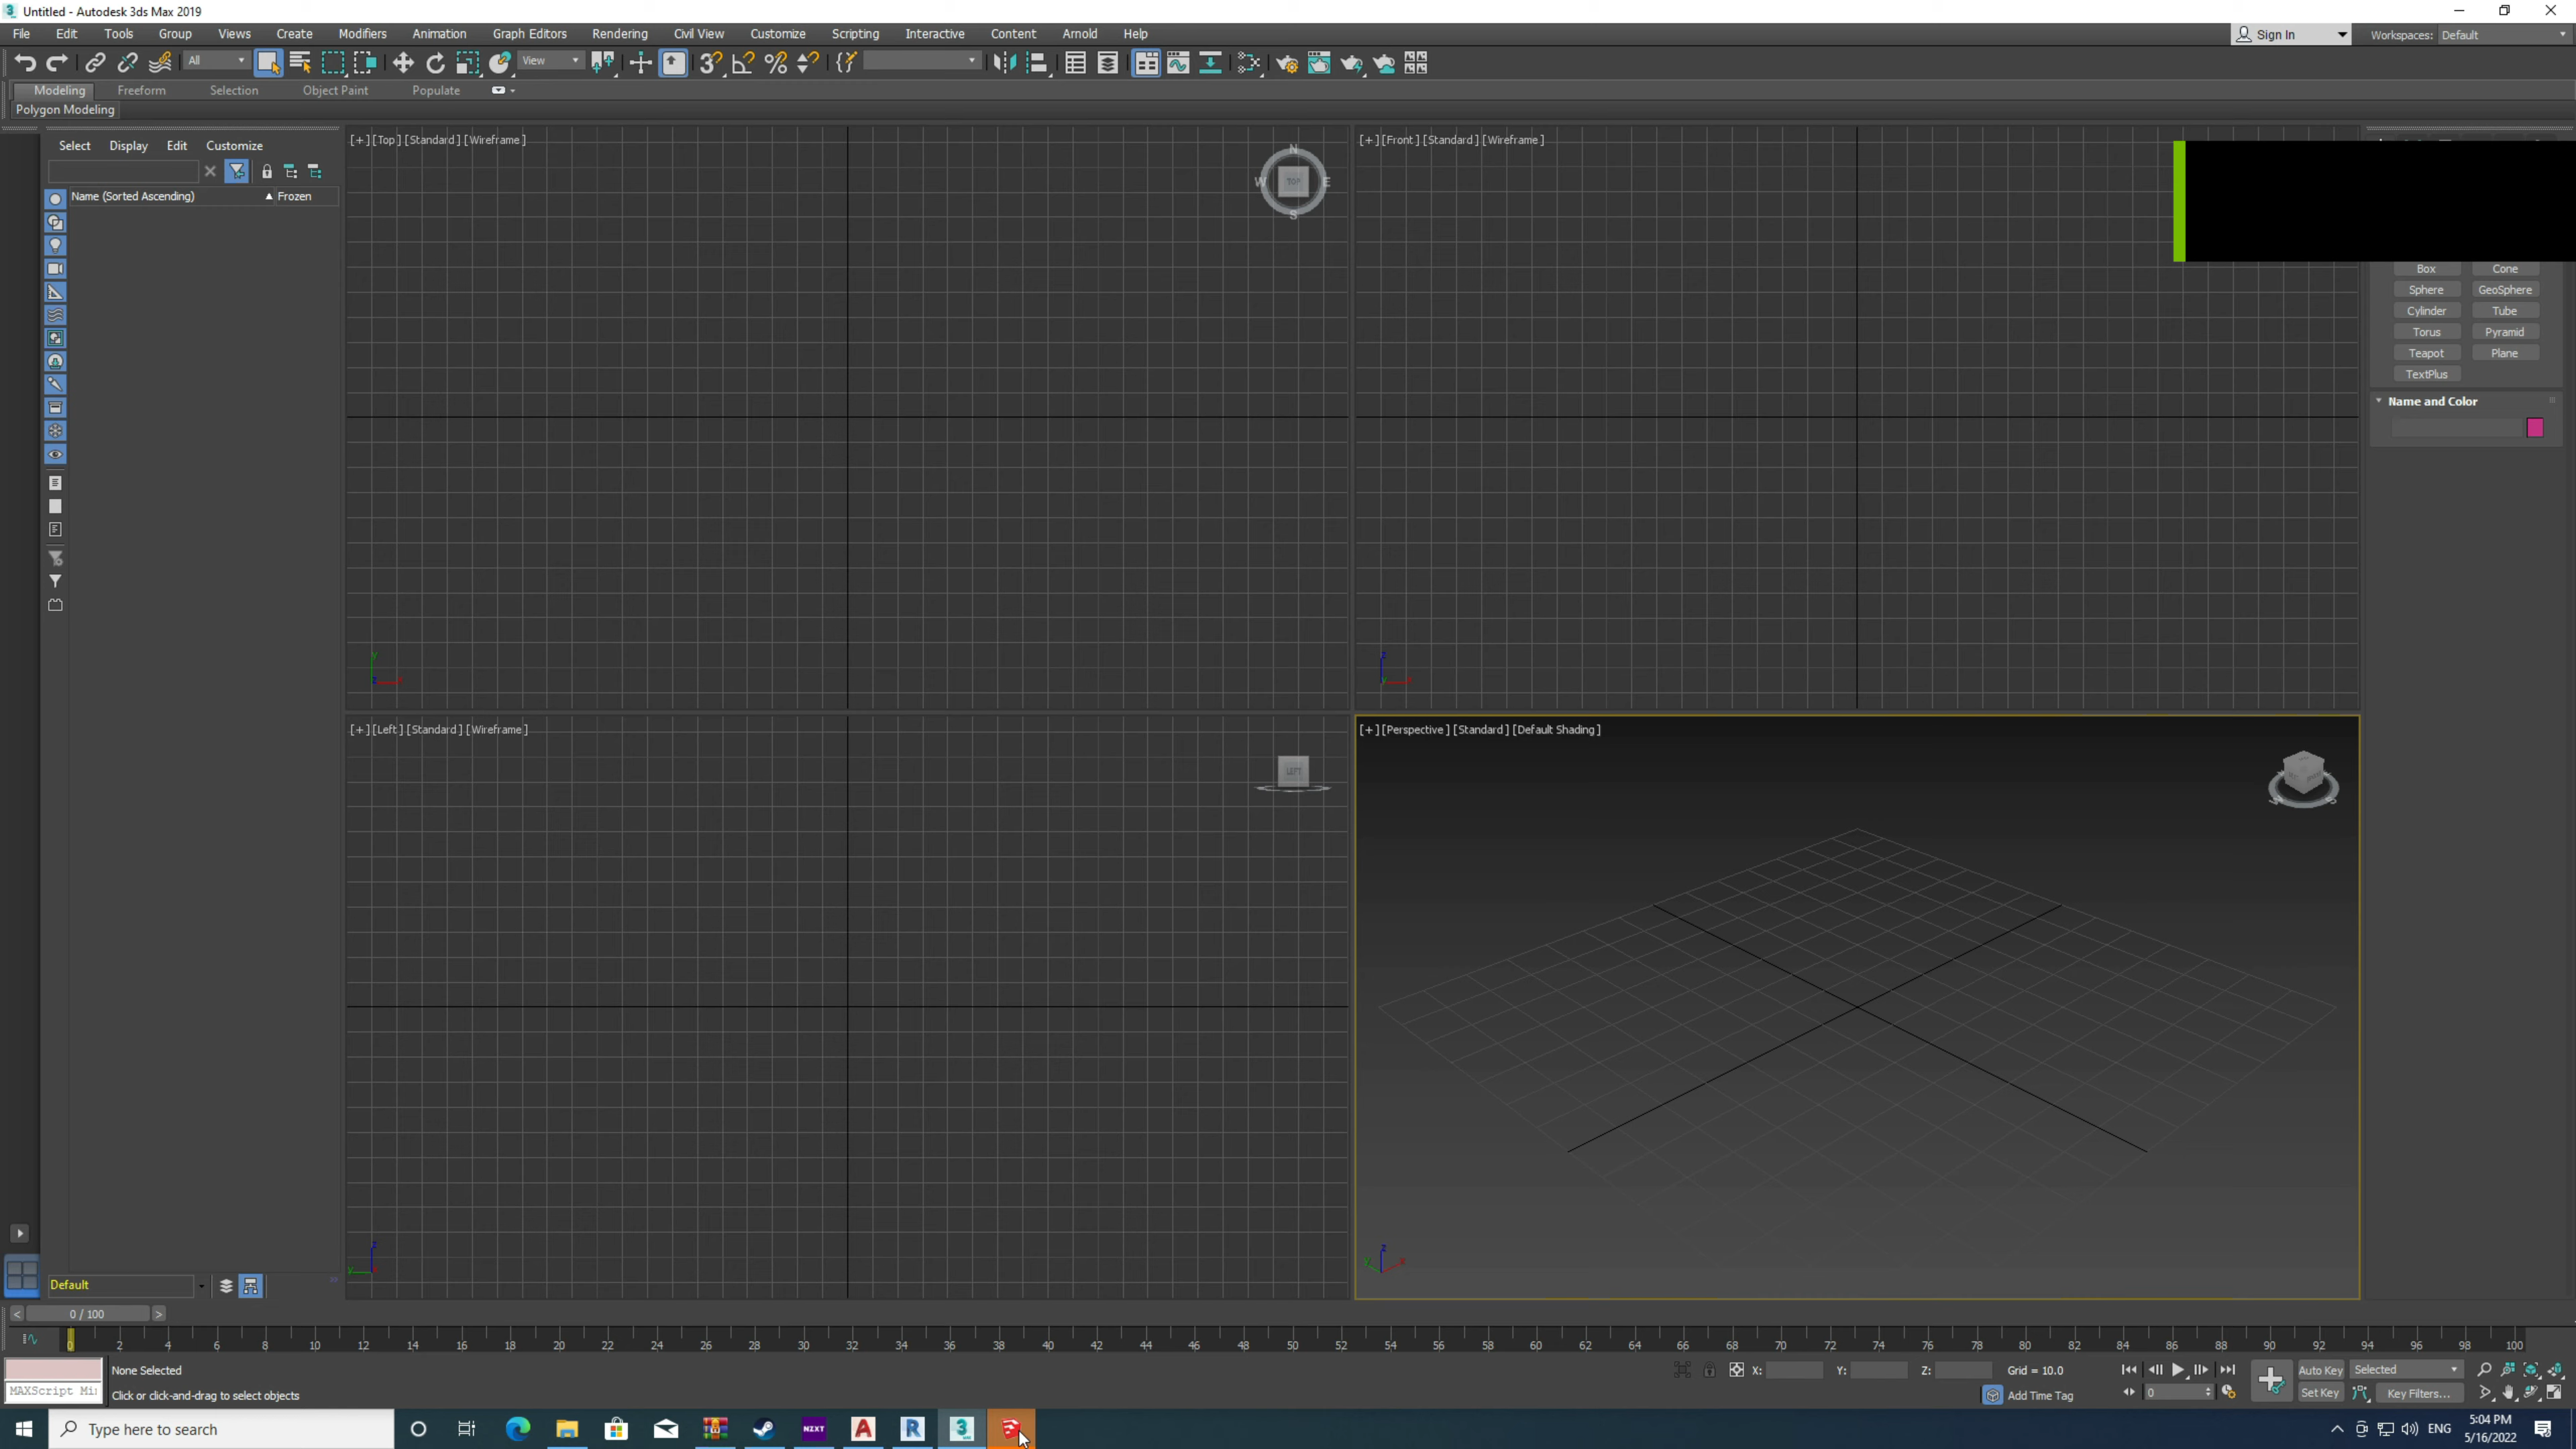 Untitled - Autodesk 3ds Max 2019
File Edit Tools Group Views Create Modifiers Animation Graph Editors Rendering Civil View Customize Scripting Interactive Content Arnold Help
Sign In
Workspaces: Default
All
View
Modeling Freeform Selection Object Paint Populate
Polygon Modeling
Select Display Edit Customize
Name (Sorted Ascending) Frozen
[+] [Top] [Standard] [Wireframe]
N
W TOP E
S
[+] [Front] [Standard] [Wireframe]
Box Cone
Sphere GeoSphere
Cylinder Tube
Torus Pyramid
Teapot Plane
TextPlus
Name and Color
[+] [Left] [Standard] [Wireframe]
LEFT
[+] [Perspective] [Standard] [Default Shading]
Default
< 0 / 100 >
0 2 4 6 8 10 12 14 16 18 20 22 24 26 28 30 32 34 36 38 40 42 44 46 48 50 52 54 56 58 60 62 64 66 68 70 72 74 76 78 80 82 84 86 88 90 92 94 96 98 100
None Selected
MAXScript Mi
Click or click-and-drag to select objects
X: Y: Z: Grid = 10.0
Add Time Tag
0
Auto Key Selected
Set Key Key Filters...
Type here to search
NZXT
ENG
5:04 PM
5/16/2022